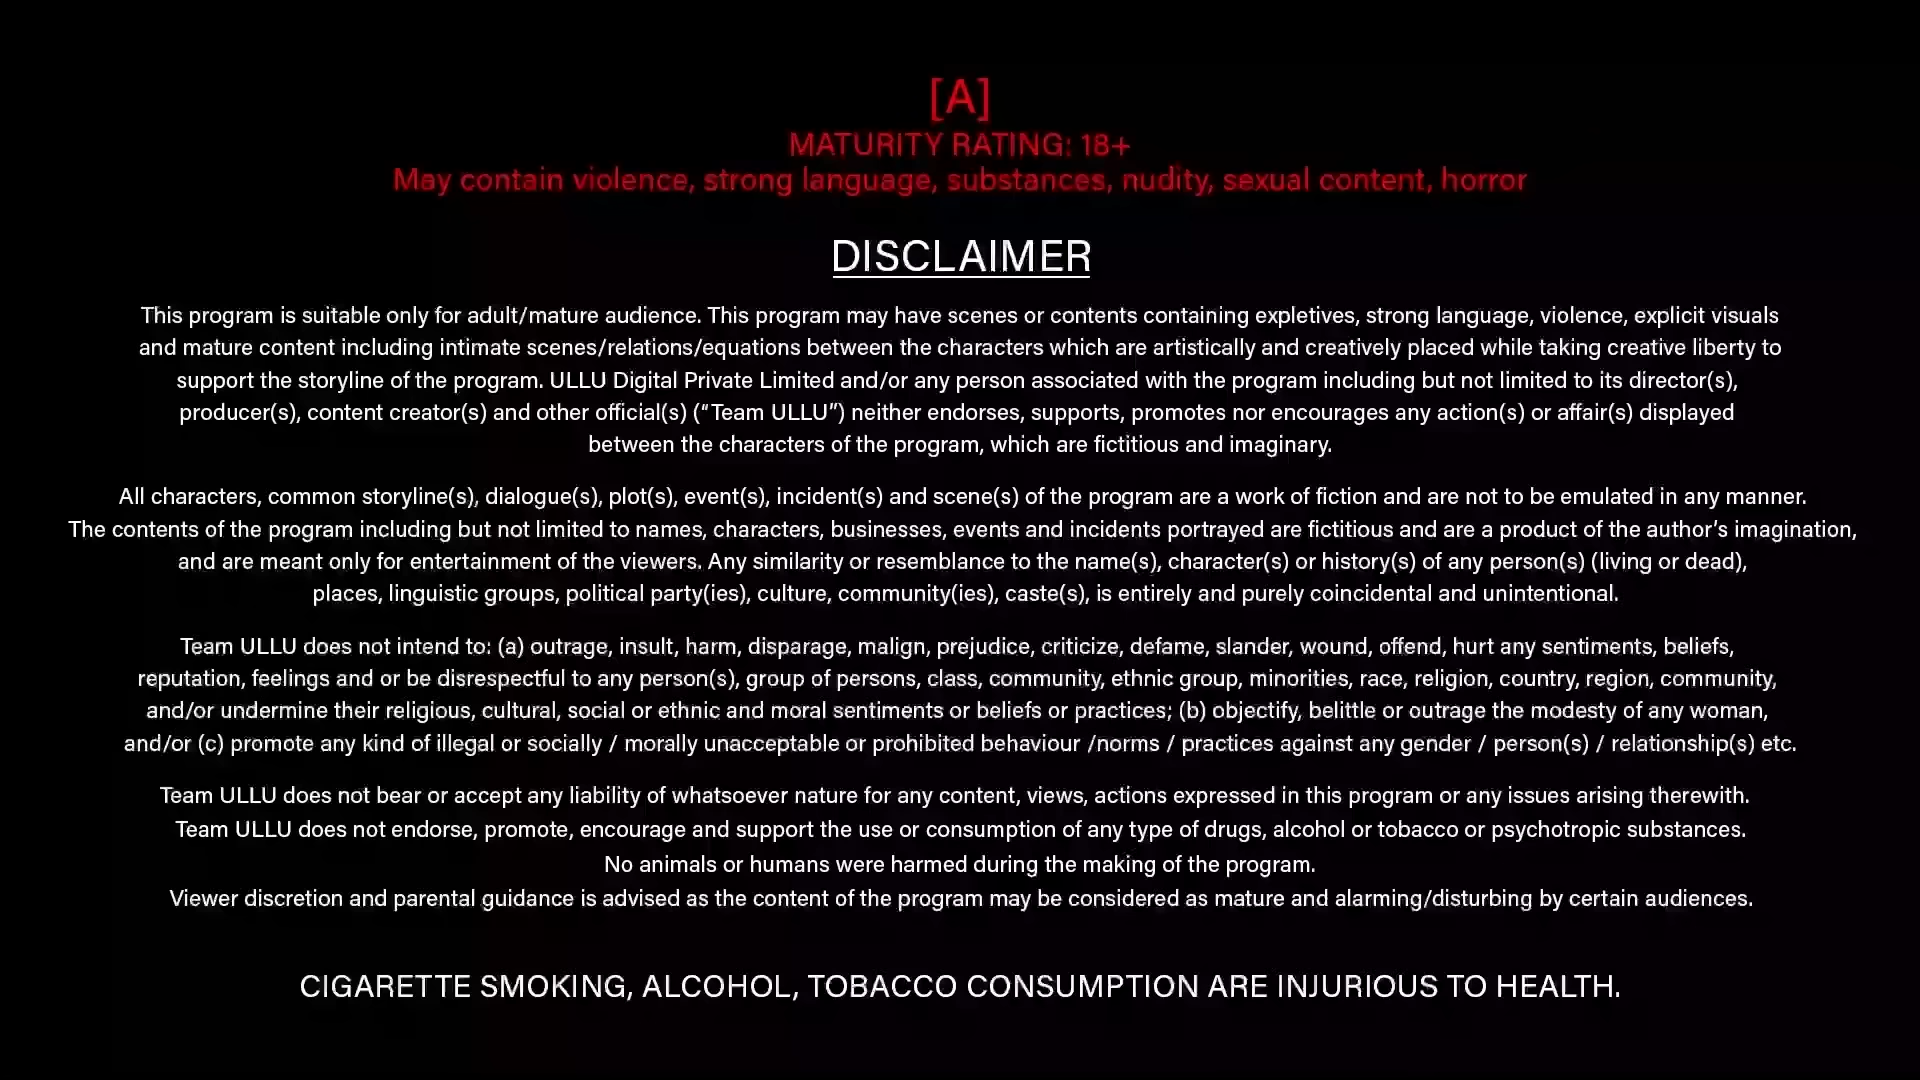 [A]
MATURITY RATING: 18+
May contain violence, strong language, substances, nudity, sexual content, horror
DISCLAIMER
This program is suitable only for adult/mature audience. This program may have scenes or contents containing expletives, strong language, violence, explicit visuals
and mature content including intimate scenes/relations/equations between the characters which are artistically and creatively placed while taking creative liberty to
support the storyline of the program. ULLU Digital Private Limited and/or any person associated with the program including but not limited to its director(s),
producer(s), content creator(s) and other official(s) (“Team ULLU”) neither endorses, supports, promotes nor encourages any action(s) or affair(s) displayed
between the characters of the program, which are fictitious and imaginary.
All characters, common storyline(s), dialogue(s), plot(s), event(s), incident(s) and scene(s) of the program are a work of fiction and are not to be emulated in any manner.
The contents of the program including but not limited to names, characters, businesses, events and incidents portrayed are fictitious and are a product of the author’s imagination,
and are meant only for entertainment of the viewers. Any similarity or resemblance to the name(s), character(s) or history(s) of any person(s) (living or dead),
places, linguistic groups, political party(ies), culture, community(ies), caste(s), is entirely and purely coincidental and unintentional.
Team ULLU does not intend to: (a) outrage, insult, harm, disparage, malign, prejudice, criticize, defame, slander, wound, offend, hurt any sentiments, beliefs,
reputation, feelings and or be disrespectful to any person(s), group of persons, class, community, ethnic group, minorities, race, religion, country, region, community,
and/or undermine their religious, cultural, social or ethnic and moral sentiments or beliefs or practices; (b) objectify, belittle or outrage the modesty of any woman,
and/or (c) promote any kind of illegal or socially / morally unacceptable or prohibited behaviour /norms / practices against any gender / person(s) / relationship(s) etc.
Team ULLU does not bear or accept any liability of whatsoever nature for any content, views, actions expressed in this program or any issues arising therewith.
Team ULLU does not endorse, promote, encourage and support the use or consumption of any type of drugs, alcohol or tobacco or psychotropic substances.
No animals or humans were harmed during the making of the program.
Viewer discretion and parental guidance is advised as the content of the program may be considered as mature and alarming/disturbing by certain audiences.
CIGARETTE SMOKING, ALCOHOL, TOBACCO CONSUMPTION ARE INJURIOUS TO HEALTH.